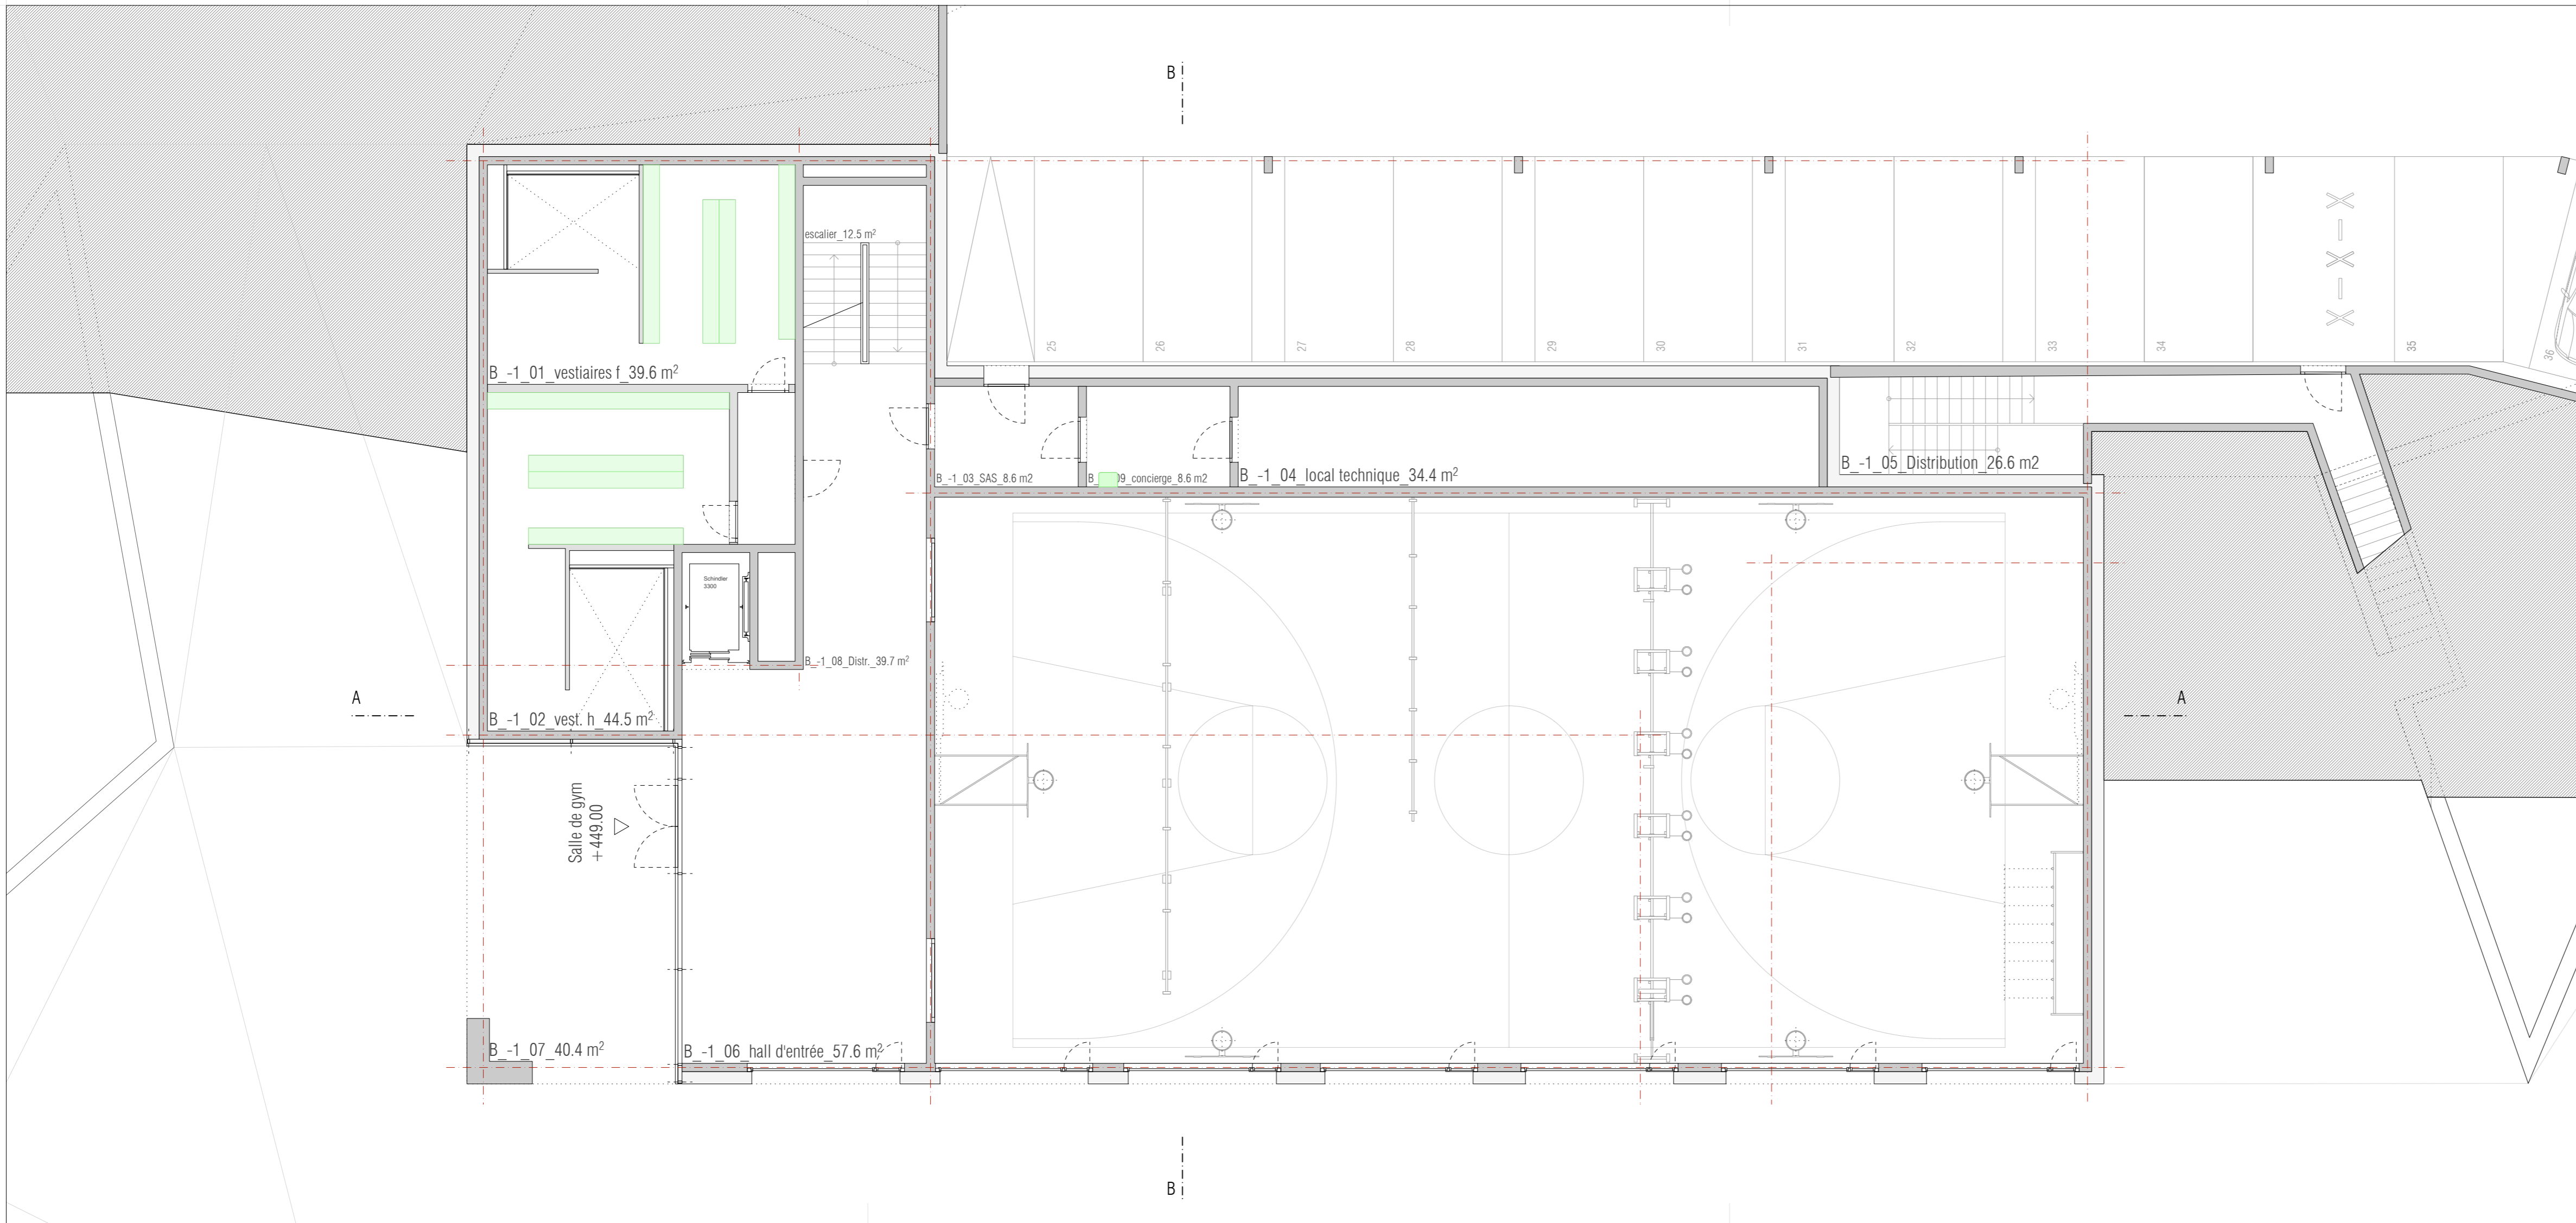 B
escalier_12.5 m²
25
26
27
28
29
30
31
32
33
34
35
36
X—X—X
B_-1_01_vestiaires f_39.6 m²
B_-1_03_SAS_8.6 m2
09_concierge_8.6 m2
B_-1_04_local technique_34.4 m²
B_-1_05_Distribution_26.6 m2
Schindler
3300
B_-1_08_Distr._39.7 m²
A
A
B_-1_02_vest. h_44.5 m²
Salle de gym
+449.00
B_-1_07_40.4 m²
B_-1_06_hall d'entrée_57.6 m²
B